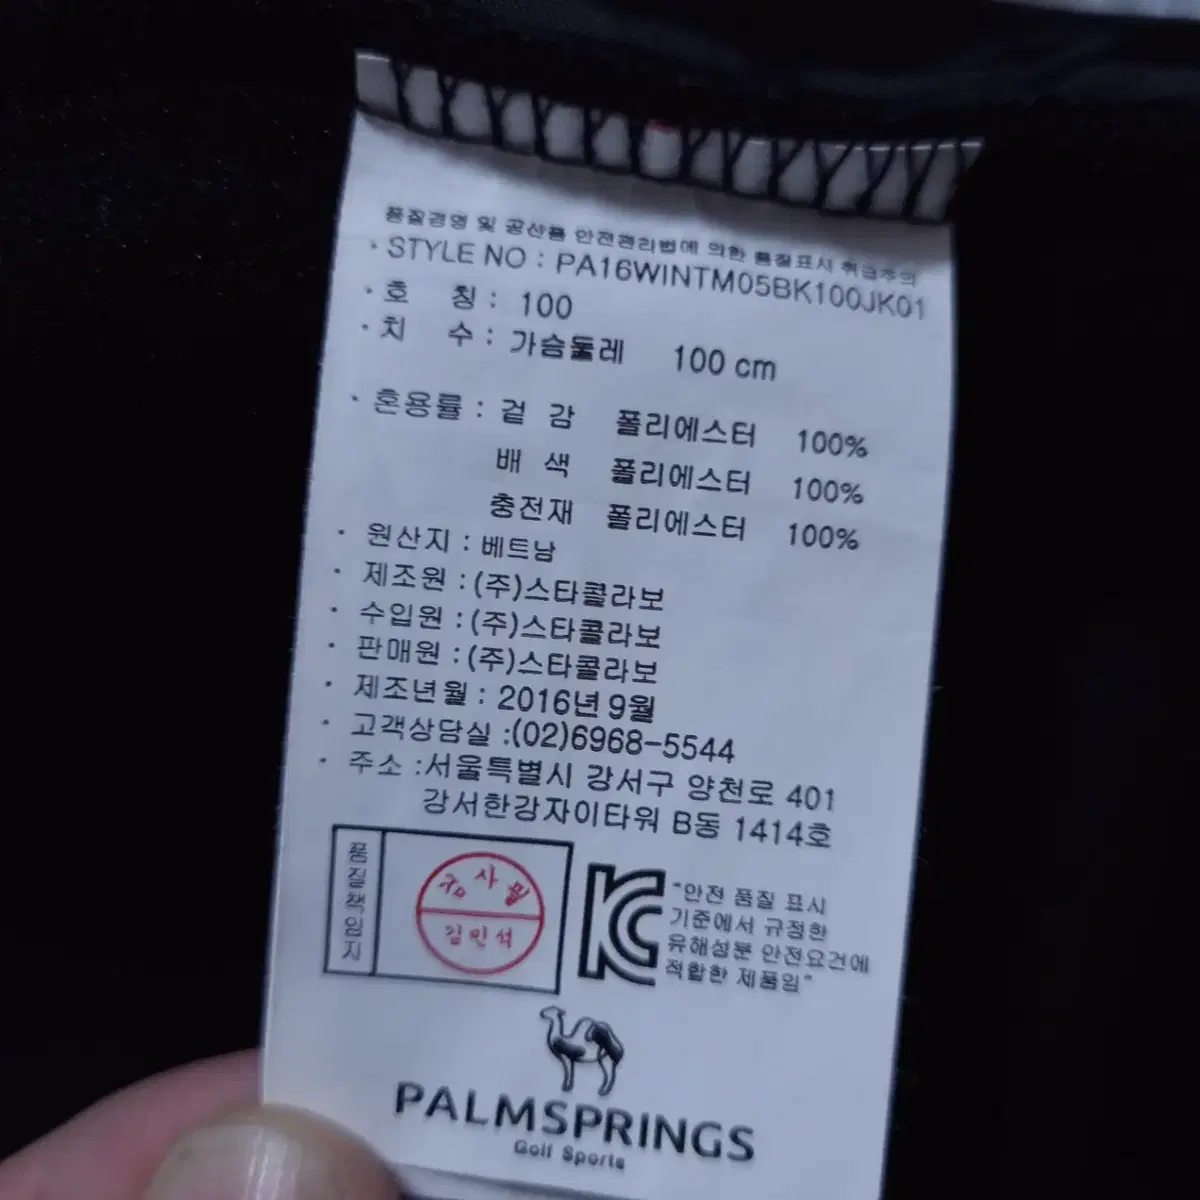 품질경영 및 공산품 안전관리법에 의한 품질표시 취급주의
· STYLE NO : PA16WINTM05BK100JK01
· 호 칭 : 100
· 치 수 : 가슴둘레 100 cm
· 혼용률 : 겉 감 폴리에스터 100%
배 색 폴리에스터 100%
충전재 폴리에스터 100%
· 원산지 : 베트남
· 제조원 : (주)스타콜라보
· 수입원 : (주)스타콜라보
· 판매원 : (주)스타콜라보
· 제조년월 : 2016년 9월
· 고객상담실 :(02)6968-5544
· 주소 :서울특별시 강서구 양천로 401
강서한강자이타워 B동 1414호
품질책임자
검사필
김민석
KC
"안전 품질 표시
기준에서 규정한
유해성분 안전요건에
적합한 제품임"
PALMSPRINGS
Golf Sports